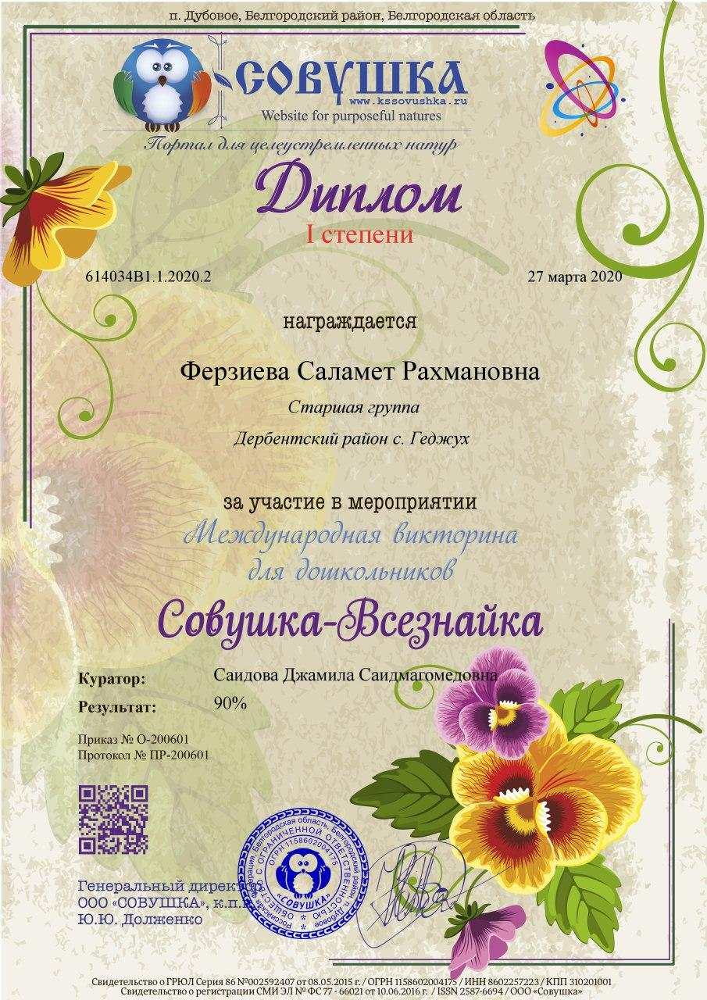 п. Дубовое, Белгородский район, Белгородская область
СОВУШКА
www.kssovushka.ru
Website for purposeful natures
Портал для целеустремленных натур
Диплом
I степени
614034В1.1.2020.2
27 марта 2020
награждается
Ферзиева Саламет Рахмановна
Старшая группа
Дербентский район с. Геджух
за участие в мероприятии
Международная викторина
для дошкольников
Совушка-Всезнайка
Куратор: Саидова Джамила Саидмагомедовна
Результат: 90%
Приказ № О-200601
Протокол № ПР-200601
Российская Федерация, Белгородская область, Белгородский район, п. Дубовое
ОБЩЕСТВО С ОГРАНИЧЕННОЙ ОТВЕТСТВЕННОСТЬЮ
ОГРН 1158602004175
«СОВУШКА»
Генеральный
ООО «СОВУШКА», к.п.
Ю.Ю. Долженко
Свидетельство о ГРЮЛ Серия 86 №002592407 от 08.05.2015 г. / ОГРН 1158602004175 / ИНН 8602257223 / КПП 310201001
Свидетельство о регистрации СМИ ЭЛ № ФС 77 - 66021 от 10.06.2016 г. / ISSN 2587-6694 / ООО «Совушка»